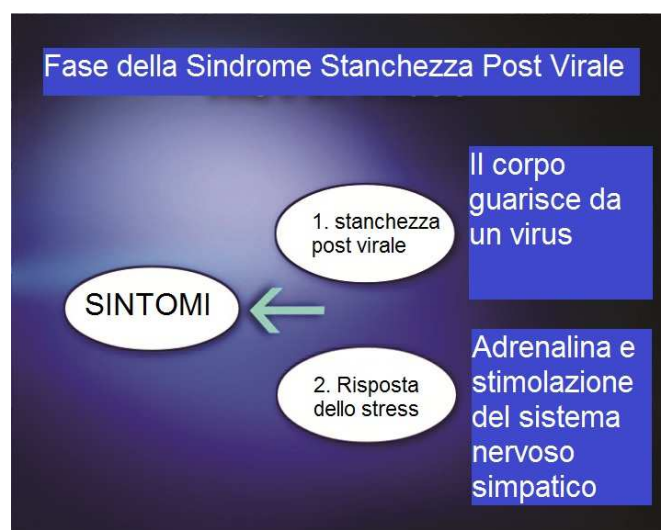 Fase della Sindrome Stanchezza Post Virale
Il corpo
guarisce da
un virus
1. stanchezza
post virale
SINTOMI
2. Risposta
dello stress
Adrenalina e
stimolazione
del sistema
nervoso
simpatico